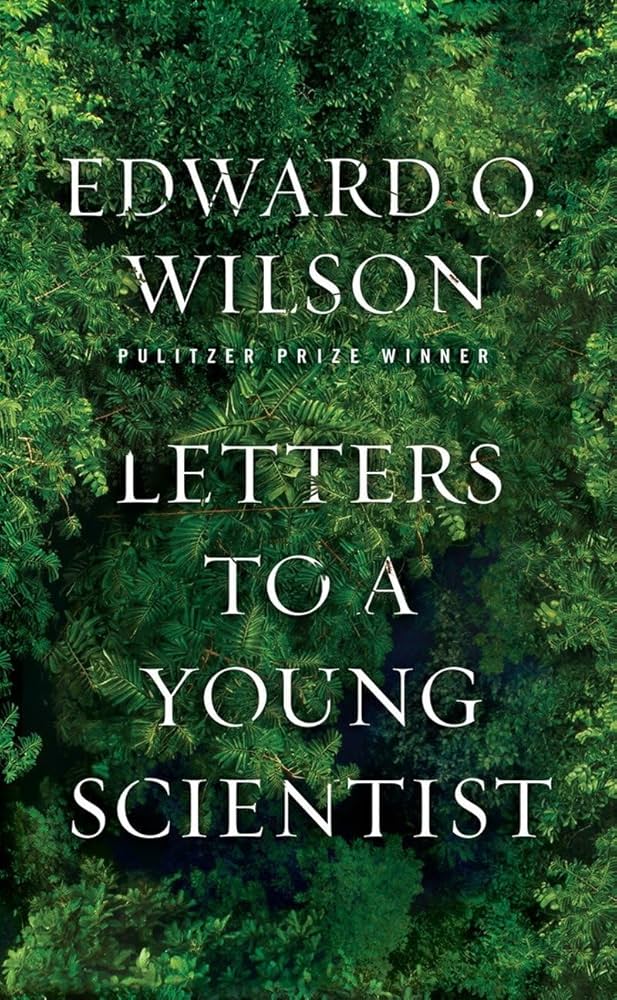 EDWARD O.
WILSON
PULITZER PRIZE WINNER
LETTERS
TO A
YOUNG
SCIENTIST